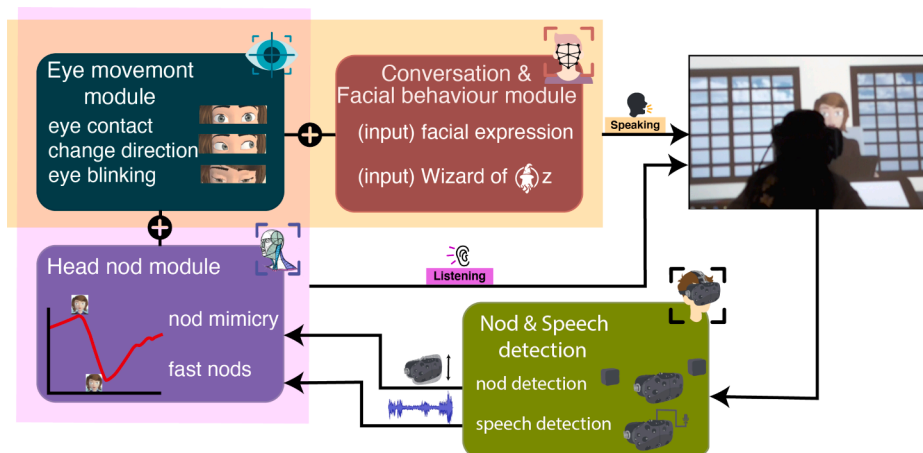 Eye movemont
module
eye contact
change direction
eye blinking
Conversation &
Facial behaviour module
(input) facial expression
(input) Wizard of z
Speaking
Head nod module
nod mimicry
fast nods
Listening
Nod & Speech
detection
nod detection
speech detection